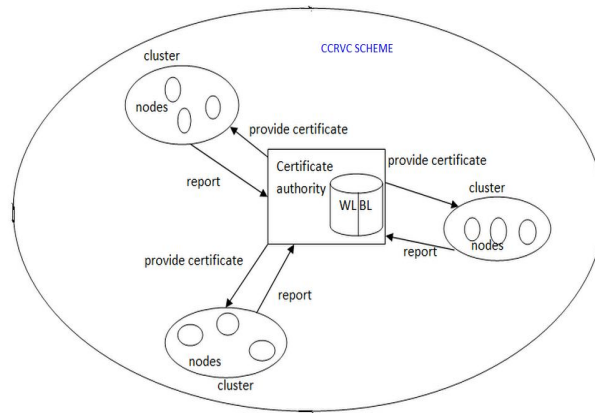 CCRVC SCHEME
cluster
nodes
provide certificate
Certificate
authority
provide certificate
report
cluster
WL BL
nodes
report
provide certificate
report
nodes
cluster